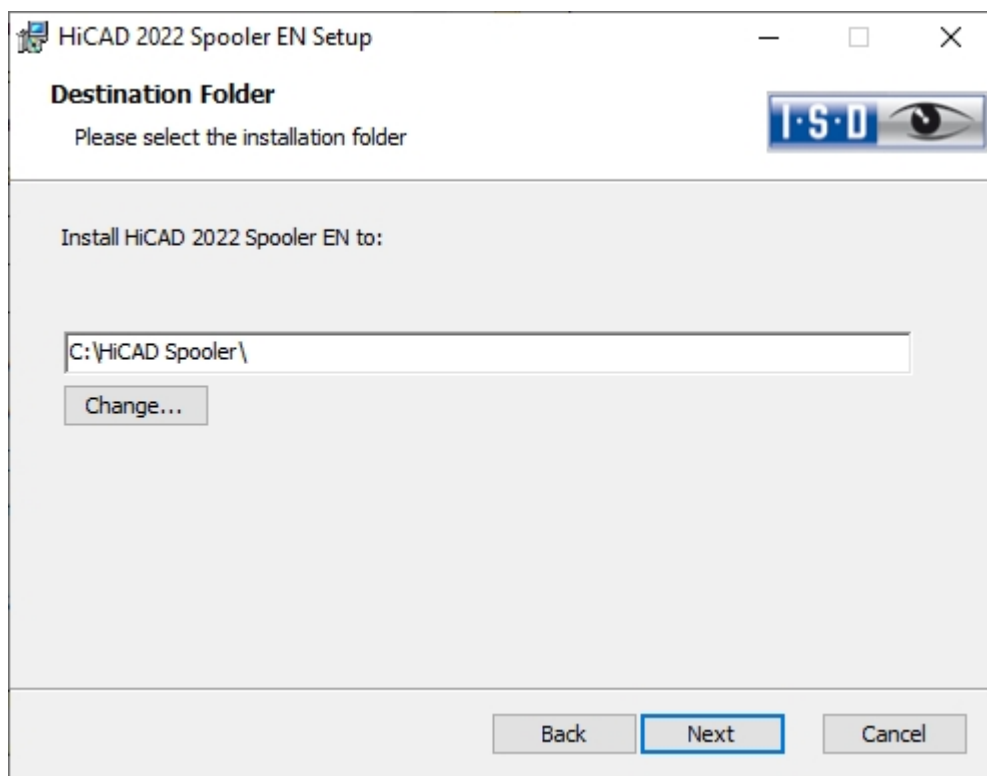 HiCAD 2022 Spooler EN Setup
Destination Folder
Please select the installation folder
I·S·D
Install HiCAD 2022 Spooler EN to:
C:\HiCAD Spooler\
Change...
Back Next Cancel